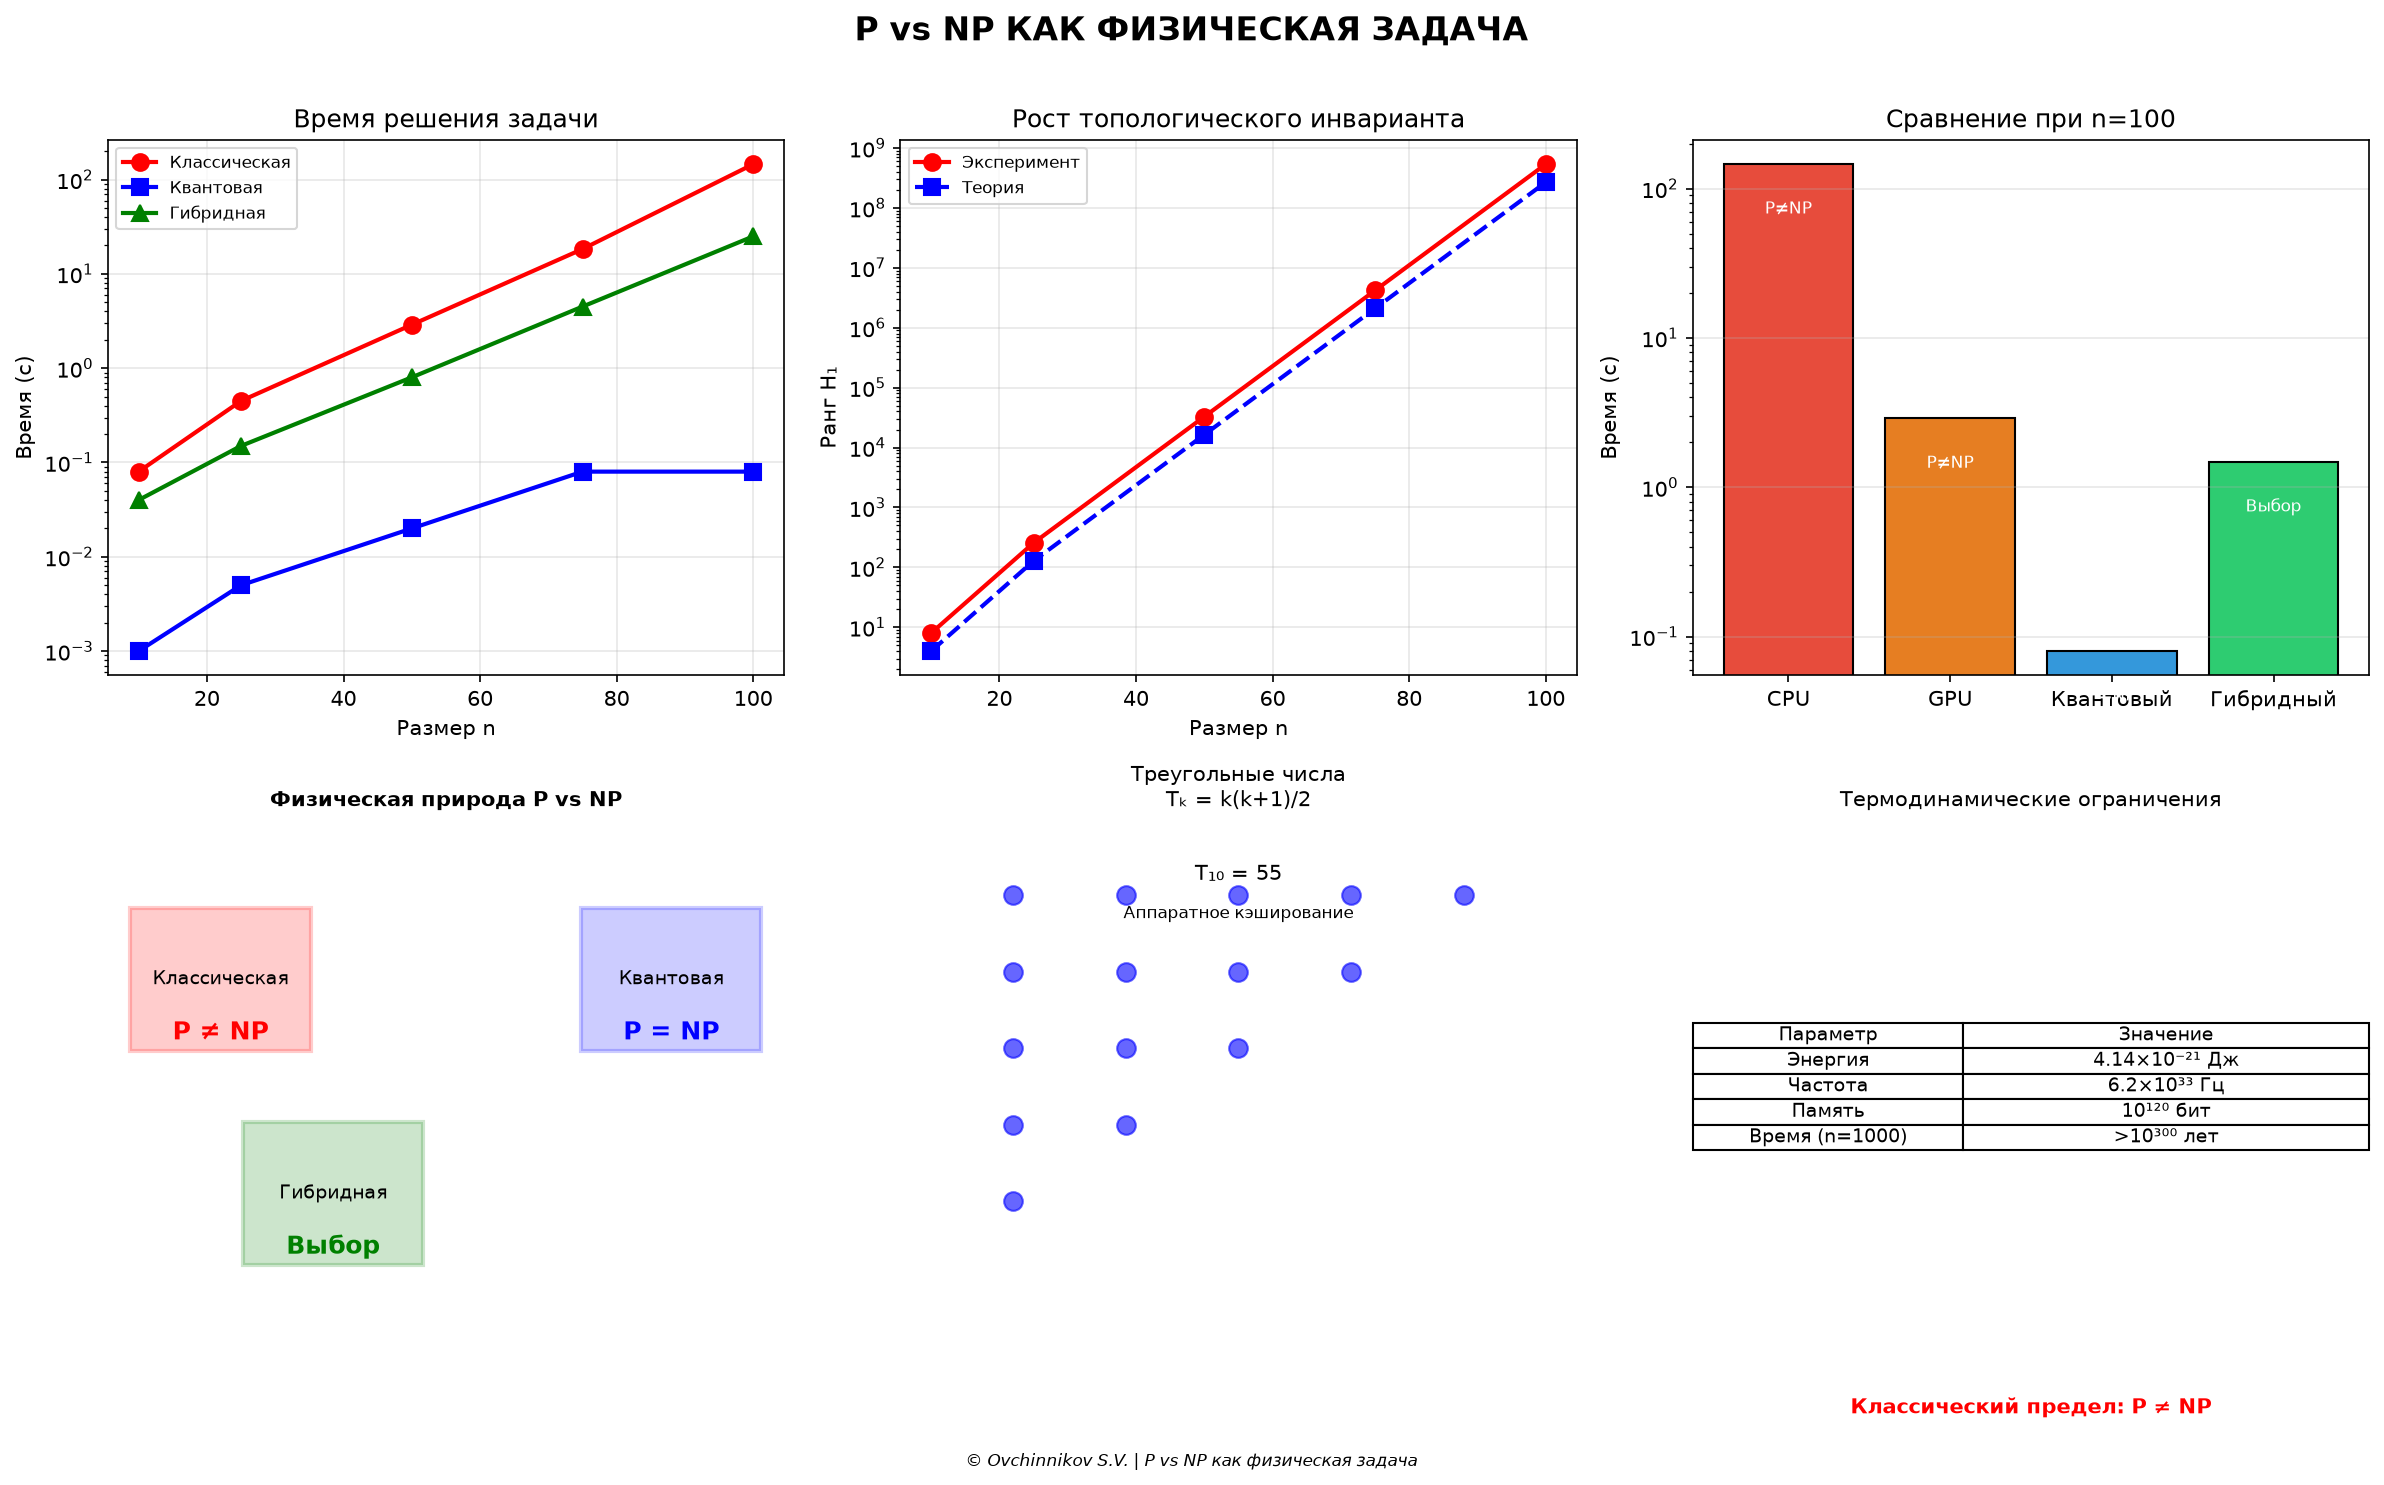 P vs NP КАК ФИЗИЧЕСКАЯ ЗАДАЧА
Время решения задачи
Классическая
Квантовая
Гибридная
Время (с)
10²
10¹
10⁰
10⁻¹
10⁻²
10⁻³
20 40 60 80 100
Размер n
Рост топологического инварианта
Эксперимент
Теория
Ранг H₁
10⁹
10⁸
10⁷
10⁶
10⁵
10⁴
10³
10²
10¹
20 40 60 80 100
Размер n
Сравнение при n=100
Время (с)
10²
10¹
10⁰
10⁻¹
P≠NP
P≠NP
Выбор
CPU GPU Квантовый Гибридный
Физическая природа P vs NP
Классическая
P ≠ NP
Квантовая
P = NP
Гибридная
Выбор
Треугольные числа
Tₖ = k(k+1)/2
T₁₀ = 55
Аппаратное кэширование
Термодинамические ограничения
Параметр Значение
Энергия 4.14×10⁻²¹ Дж
Частота 6.2×10³³ Гц
Память 10¹²⁰ бит
Время (n=1000) >10³⁰⁰ лет
Классический предел: P ≠ NP
© Ovchinnikov S.V. | P vs NP как физическая задача